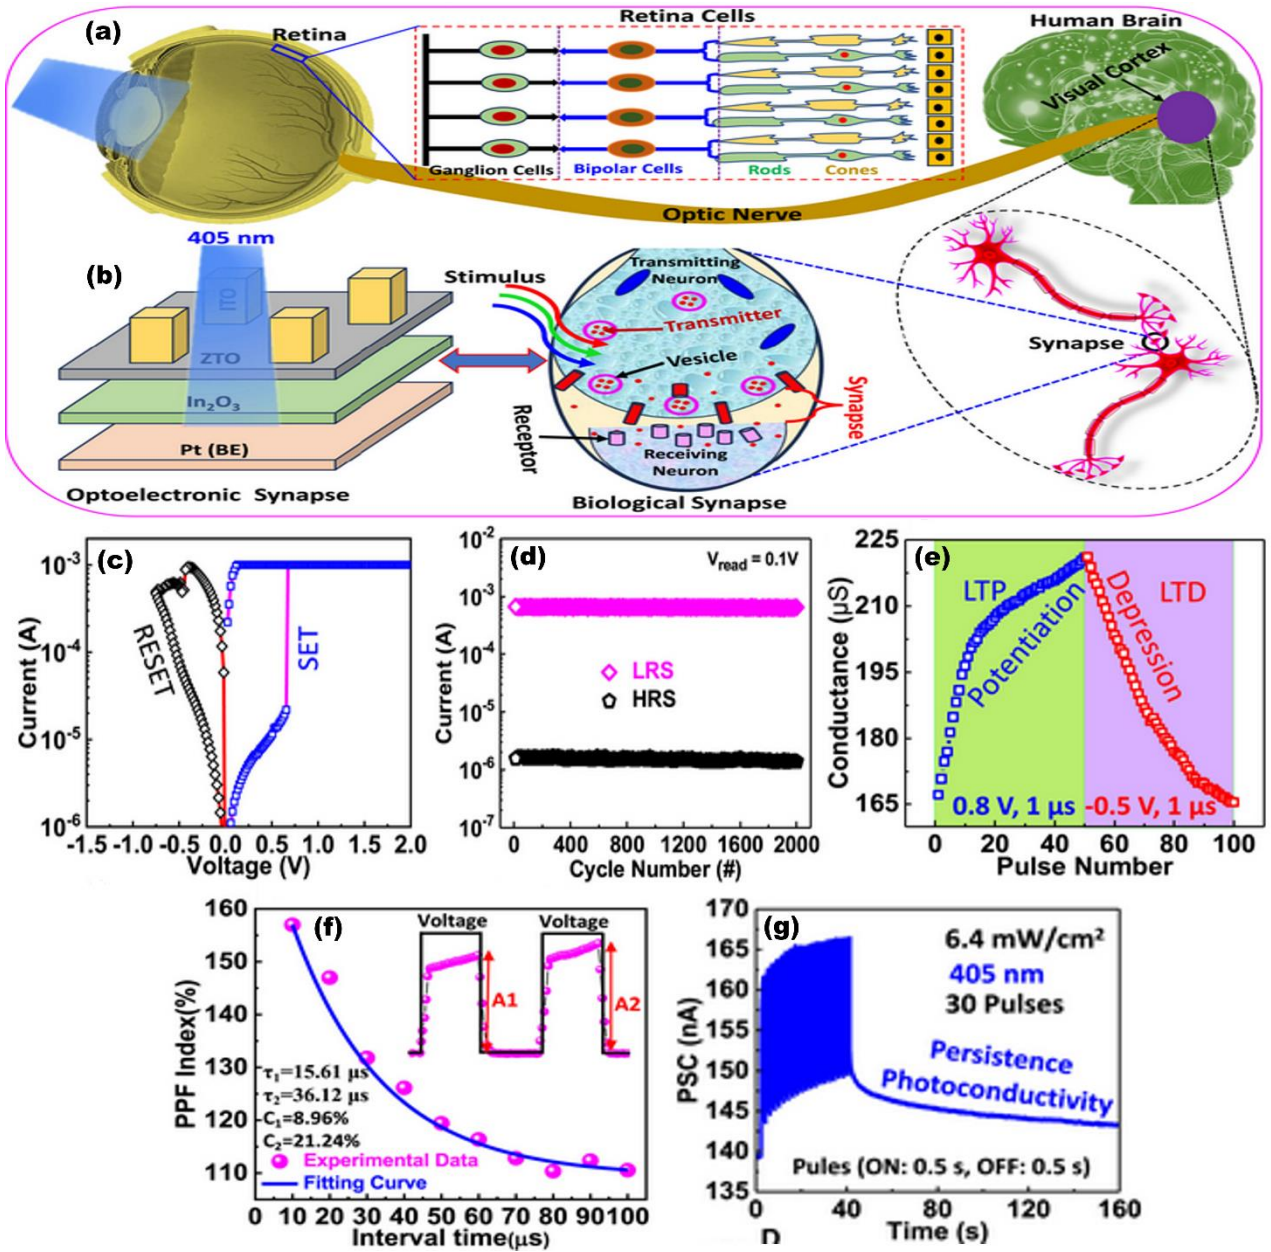 (a)
Retina
Retina Cells
Ganglion Cells
Bipolar Cells
Rods
Cones
Human Brain
Visual Cortex
Optic Nerve
405 nm
(b)
ITO
ZTO
In₂O₃
Pt (BE)
Optoelectronic Synapse
Stimulus
Transmitting
Neuron
Transmitter
Vesicle
Synapse
Receptor
Receiving
Neuron
Biological Synapse
Synapse
(c)
Current (A)
10⁻³
10⁻⁴
10⁻⁵
10⁻⁶
RESET
SET
-1.5 -1.0 -0.5 0.0 0.5 1.0 1.5 2.0
Voltage (V)
(d)
V_read = 0.1V
Current (A)
10⁻²
10⁻³
10⁻⁴
10⁻⁵
10⁻⁶
10⁻⁷
LRS
HRS
0 400 800 1200 1600 2000
Cycle Number (#)
(e)
Conductance (µS)
225
210
195
180
165
LTP
Potentiation
Depression
LTD
0.8 V, 1 µs
-0.5 V, 1 µs
0 20 40 60 80 100
Pulse Number
(f)
PPF Index(%)
160
150
140
130
120
110
Voltage
Voltage
A1
A2
τ₁=15.61 µs
τ₂=36.12 µs
C₁=8.96%
C₂=21.24%
Experimental Data
Fitting Curve
0 10 20 30 40 50 60 70 80 90100
Interval time(µs)
(g)
PSC (nA)
170
165
160
155
150
145
140
135
6.4 mW/cm²
405 nm
30 Pulses
Persistence
Photoconductivity
Pules (ON: 0.5 s, OFF: 0.5 s)
0 40 80 120 160
D
Time (s)